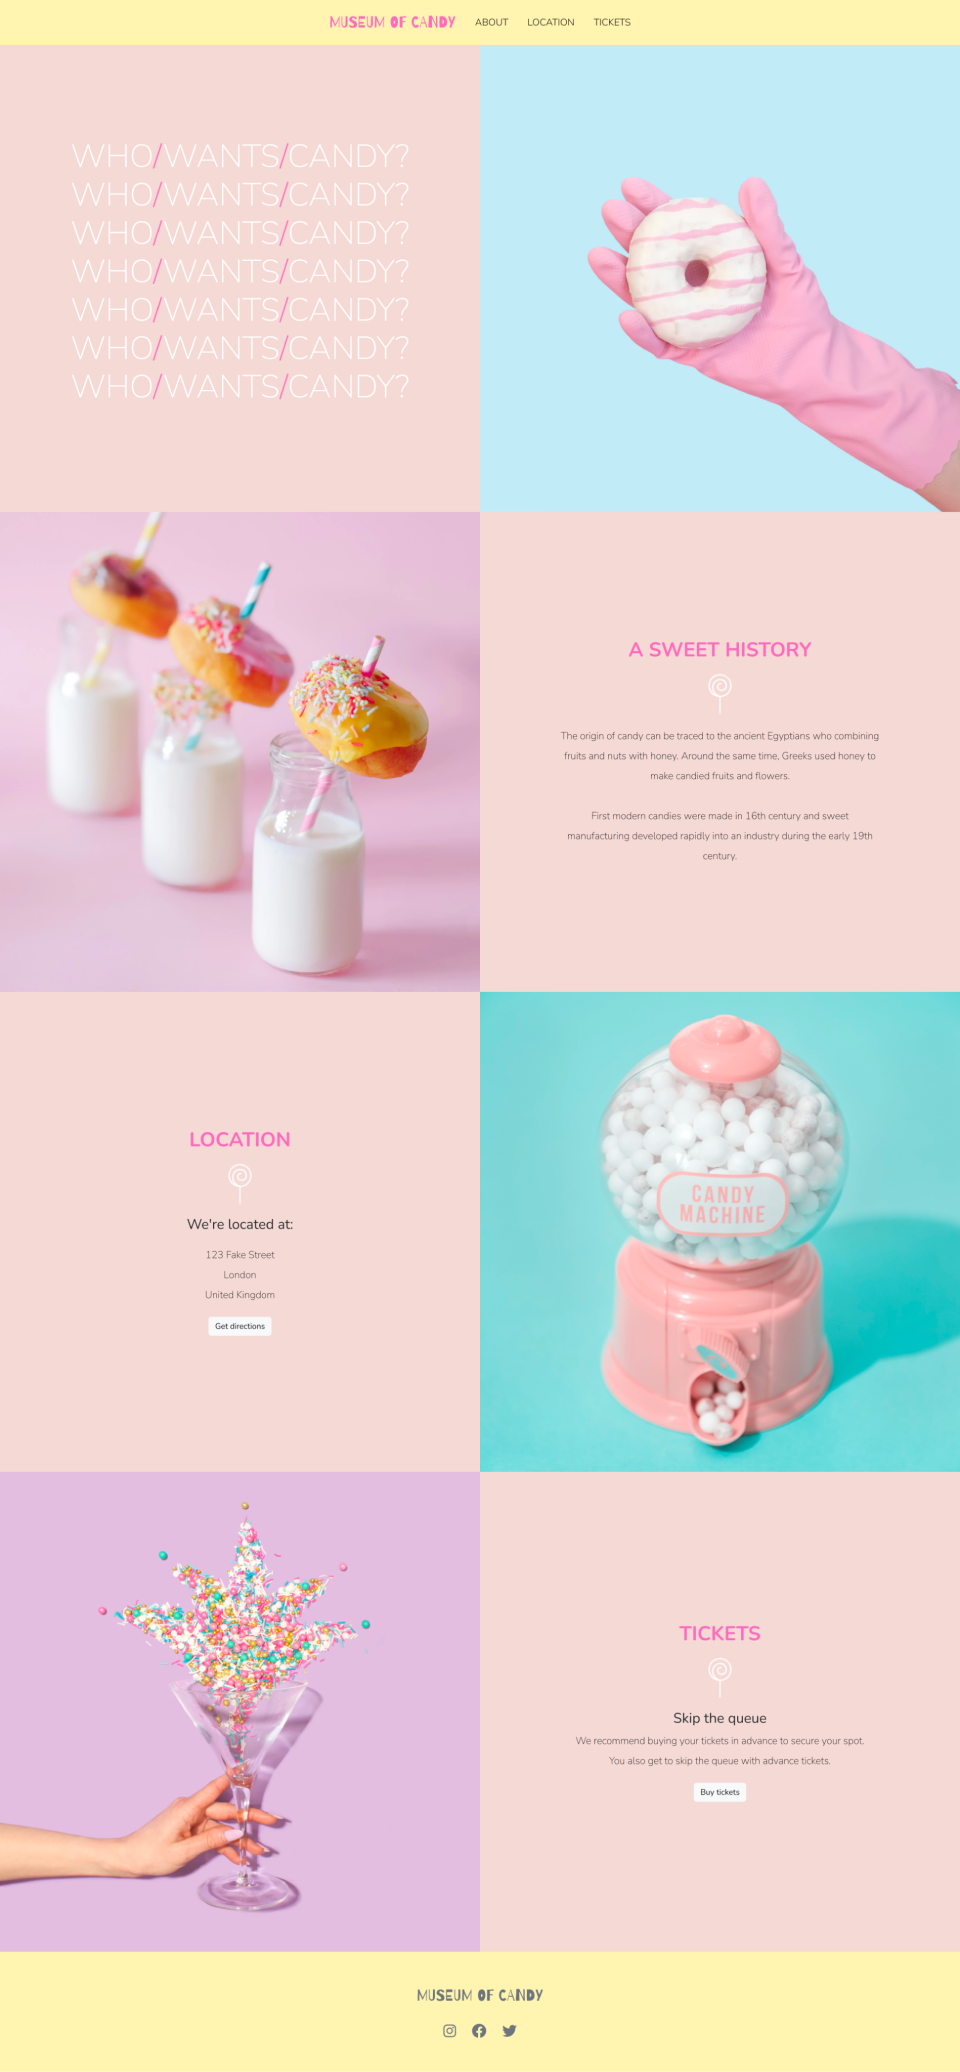 MUSEUM OF CANDY ABOUT LOCATION TICKETS
WHO/WANTS/CANDY?
WHO/WANTS/CANDY?
WHO/WANTS/CANDY?
WHO/WANTS/CANDY?
WHO/WANTS/CANDY?
WHO/WANTS/CANDY?
WHO/WANTS/CANDY?
A SWEET HISTORY
The origin of candy can be traced to the ancient Egyptians who combining
fruits and nuts with honey. Around the same time, Greeks used honey to
make candied fruits and flowers.
First modern candies were made in 16th century and sweet
manufacturing developed rapidly into an industry during the early 19th
century.
LOCATION
We're located at:
123 Fake Street
London
United Kingdom
Get directions
CANDY
MACHINE
TICKETS
Skip the queue
We recommend buying your tickets in advance to secure your spot.
You also get to skip the queue with advance tickets.
Buy tickets
MUSEUM OF CANDY